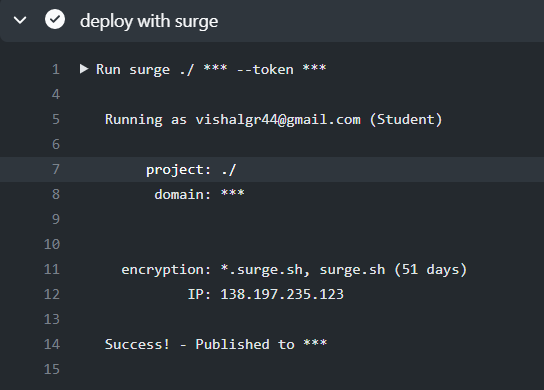 deploy with surge
1 Run surge ./ *** --token ***
4
5 Running as vishalgr44@gmail.com (Student)
6
7 project: ./
8 domain: ***
9
10
11 encryption: *.surge.sh, surge.sh (51 days)
12 IP: 138.197.235.123
13
14 Success! - Published to ***
15